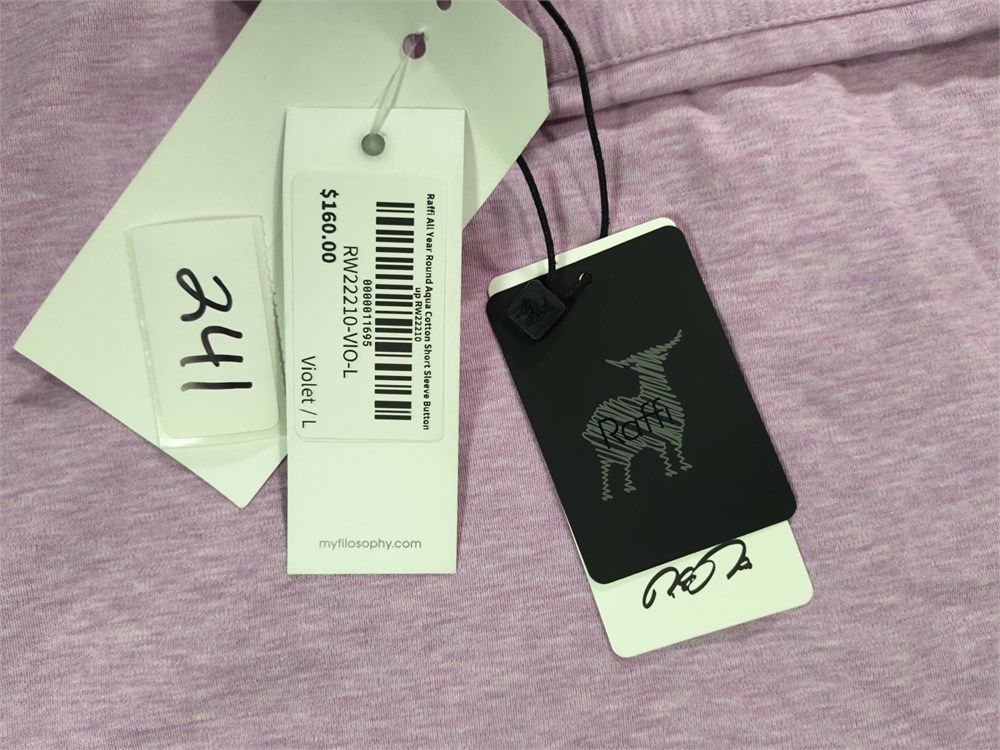 241
Raffi All Year Round Aqua Cotton Short Sleeve Button
up RW22210
0000011695
RW22210-VIO-L
$160.00
Violet / L
myfilosophy.com
Raffi